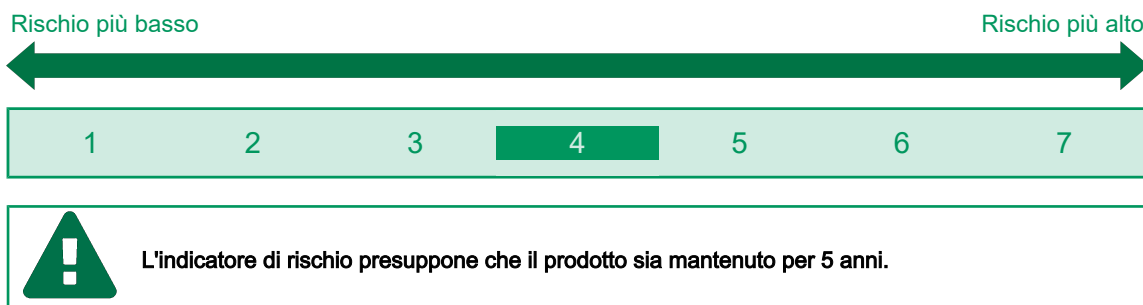 Rischio più basso Rischio più alto
1 2 3 4 5 6 7
L'indicatore di rischio presuppone che il prodotto sia mantenuto per 5 anni.